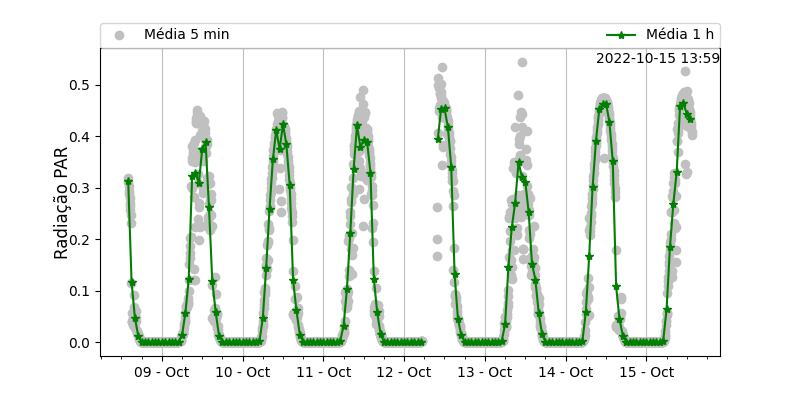 Média 5 min
Média 1 h
2022-10-15 13:59
Radiação PAR
0.5
0.4
0.3
0.2
0.1
0.0
09 - Oct
10 - Oct
11 - Oct
12 - Oct
13 - Oct
14 - Oct
15 - Oct